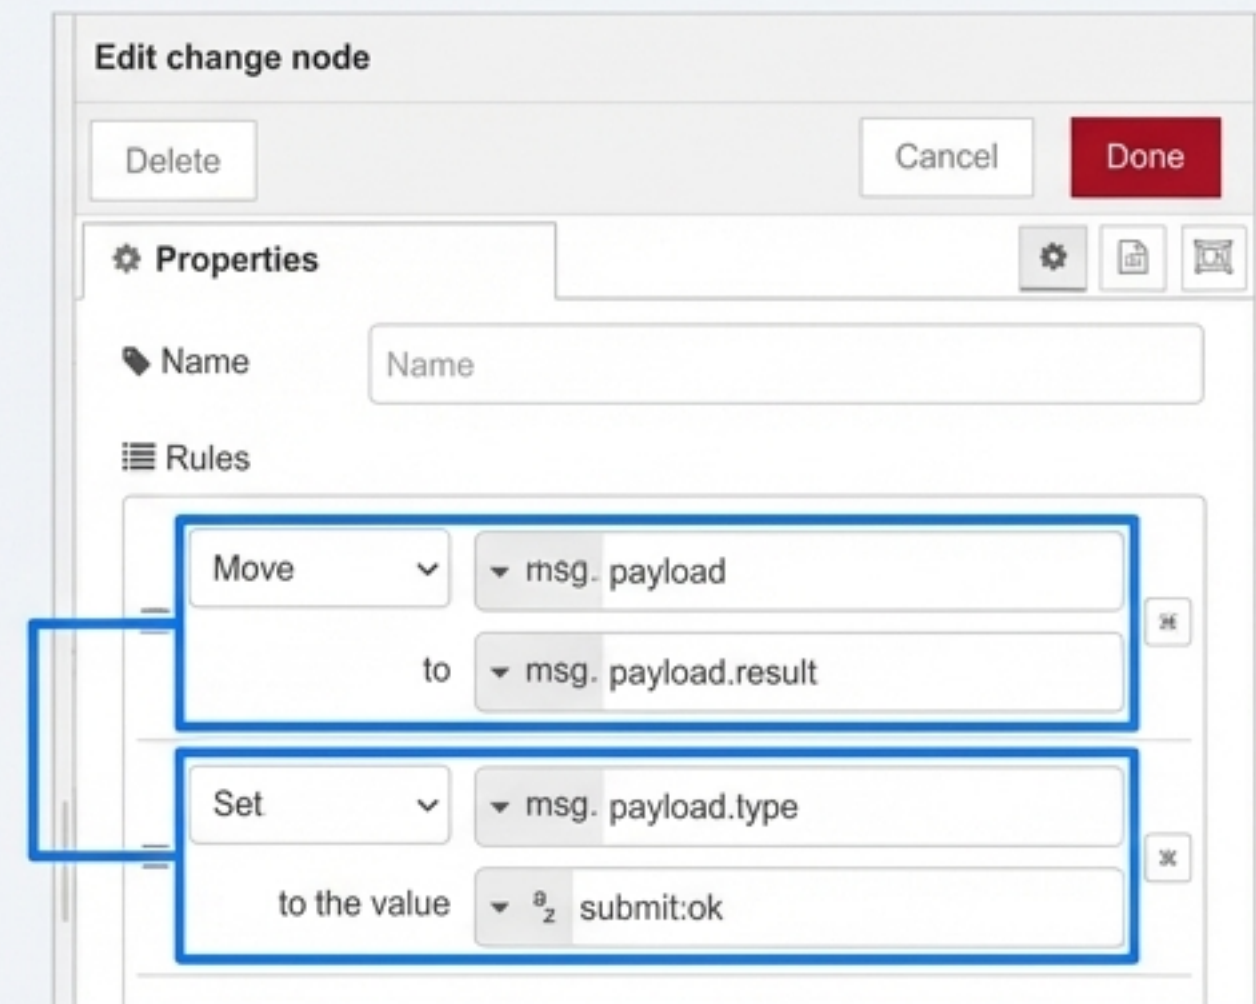 Edit change node
Delete
Cancel
Done
Properties
Name
Name
Rules
Move
msg. payload
to
msg. payload.result
Set
msg. payload.type
to the value
a z submit:ok